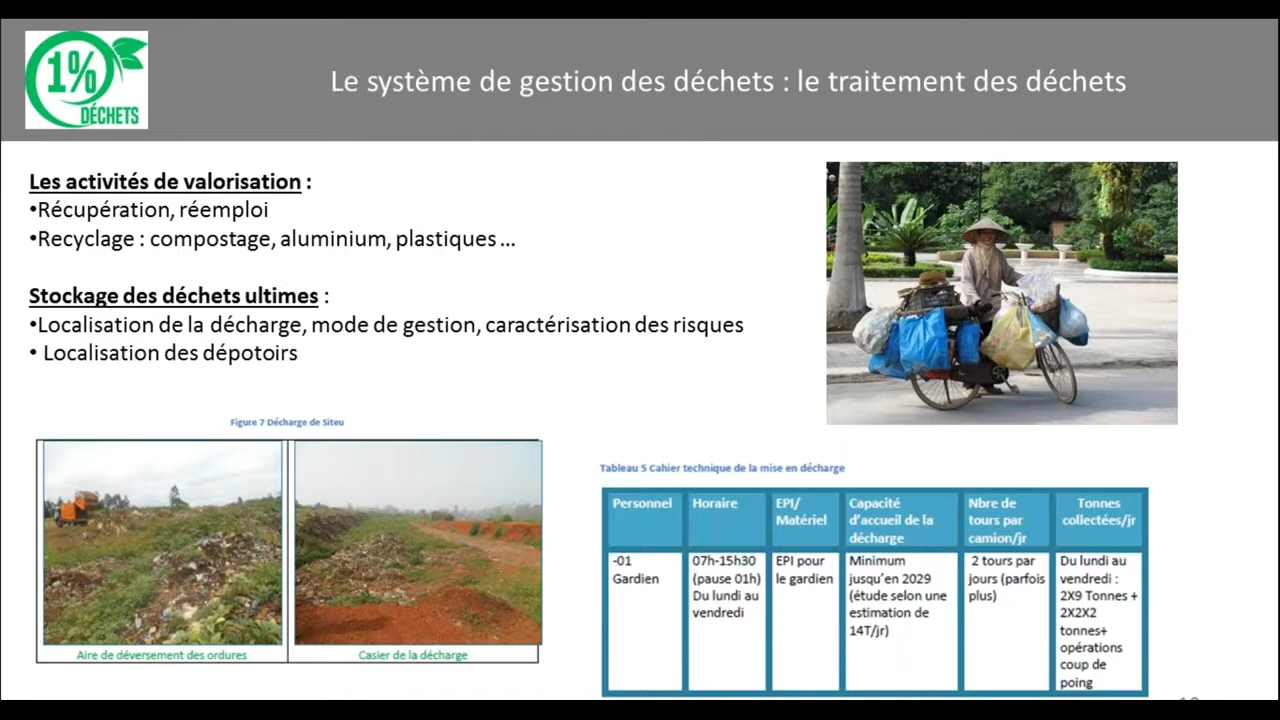 1%
DÉCHETS
Le système de gestion des déchets : le traitement des déchets
Les activités de valorisation :
•Récupération, réemploi
•Recyclage : compostage, aluminium, plastiques ...
Stockage des déchets ultimes :
•Localisation de la décharge, mode de gestion, caractérisation des risques
• Localisation des dépotoirs
Figure 7 Décharge de Siteu
Aire de déversement des ordures
Casier de la décharge
Tableau 5 Cahier technique de la mise en décharge
Personnel
Horaire
EPI/
Matériel
Capacité
d'accueil de la
décharge
Nbre de
tours par
camion/jr
Tonnes
collectées/jr
-01
Gardien
07h-15h30
(pause 01h)
Du lundi au
vendredi
EPI pour
le gardien
Minimum
jusqu'en 2029
(étude selon une
estimation de
14T/jr)
2 tours par
jours (parfois
plus)
Du lundi au
vendredi :
2X9 Tonnes +
2X2X2
tonnes+
opérations
coup de
poing